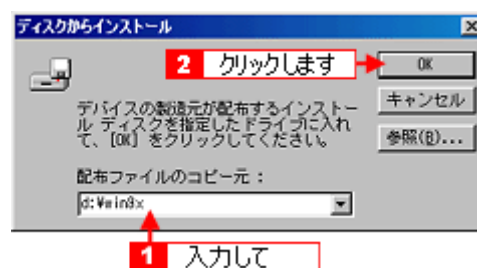 ディスクからインストール
2 クリックします
OK
デバイスの製造元が配布するインストー
ル ディスクを指定したドライブに入れ
て、[OK] をクリックしてください。
キャンセル
参照(B)...
配布ファイルのコピー元：
d:¥win9x
1 入力して